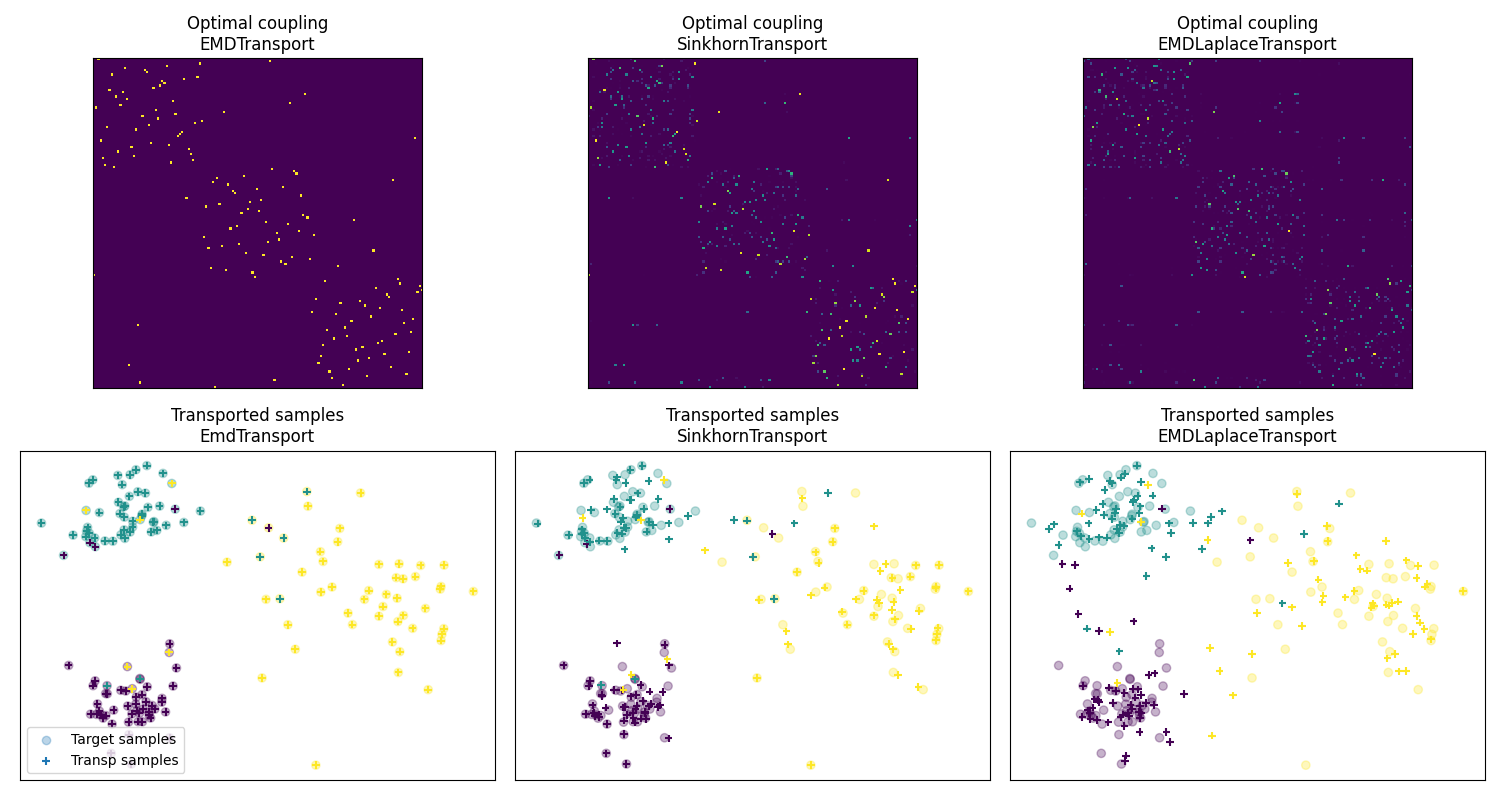 Optimal coupling
EMDTransport
Optimal coupling
SinkhornTransport
Optimal coupling
EMDLaplaceTransport
Transported samples
EmdTransport
Transported samples
SinkhornTransport
Transported samples
EMDLaplaceTransport
Target samples
Transp samples